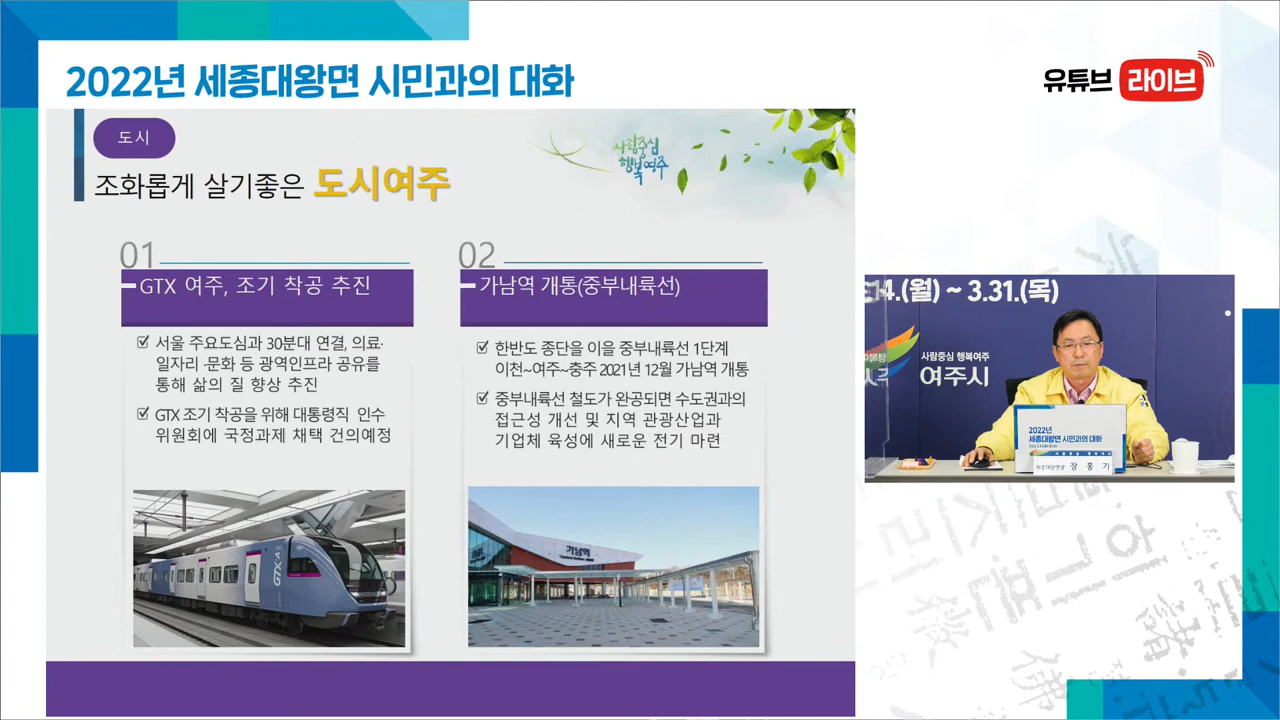 2022년 세종대왕면 시민과의 대화
유튜브 라이브
도시
조화롭게 살기좋은 도시여주
사람중심
행복여주
01
GTX 여주, 조기 착공 추진
서울 주요도심과 30분대 연결, 의료·
일자리·문화 등 광역인프라 공유를
통해 삶의 질 향상 추진
GTX 조기 착공을 위해 대통령직 인수
위원회에 국정과제 채택 건의예정
GTX-A
02
가남역 개통(중부내륙선)
한반도 종단을 이을 중부내륙선 1단계
이천~여주~충주 2021년 12월 가남역 개통
중부내륙선 철도가 완공되면 수도권과의
접근성 개선 및 지역 관광산업과
기업체 육성에 새로운 전기 마련
가남역
14.(월) ~ 3.31.(목)
사람중심 행복여주
여주시
2022년
세종대왕면 시민과의 대화
세종대왕면장 장 홍 기